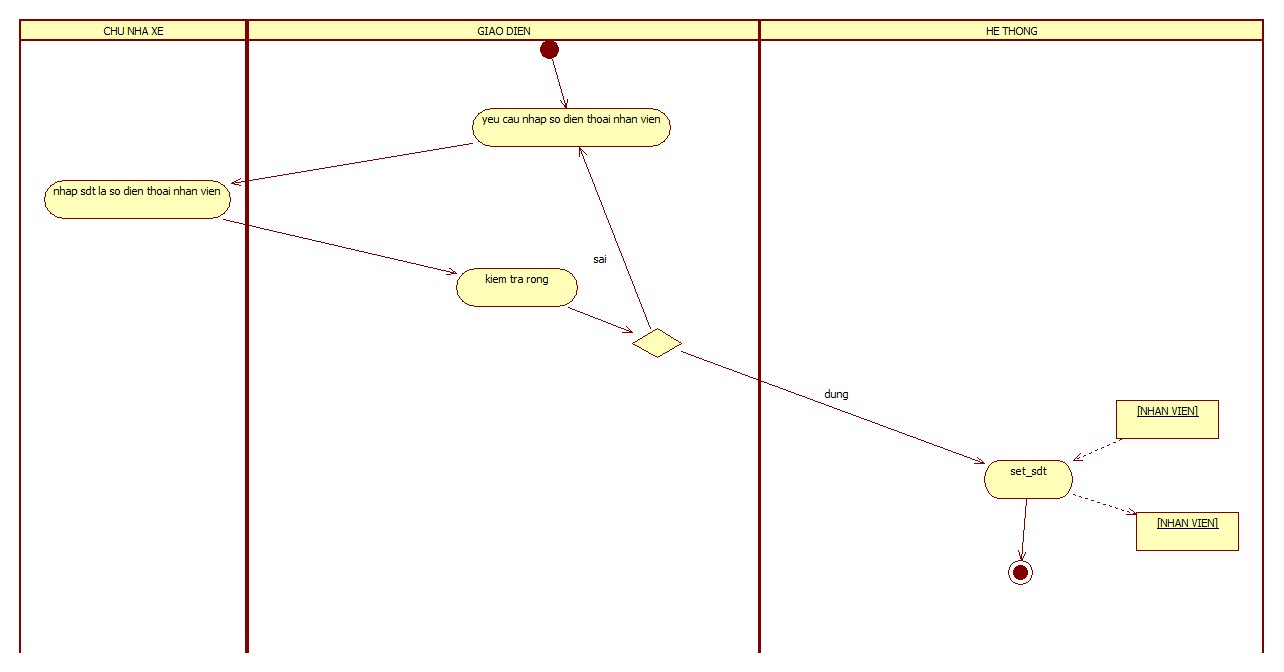 CHU NHA XE
GIAO DIEN
HE THONG
yeu cau nhap so dien thoai nhan vien
nhap sdt la so dien thoai nhan vien
sai
kiem tra rong
dung
[NHAN VIEN]
set_sdt
[NHAN VIEN]